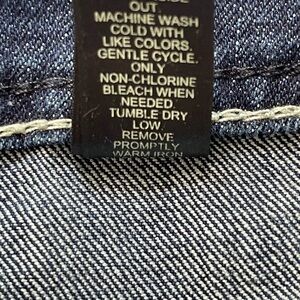 OUT
MACHINE WASH
COLD WITH
LIKE COLORS.
GENTLE CYCLE.
ONLY
NON-CHLORINE
BLEACH WHEN
NEEDED
TUMBLE DRY
LOW.
REMOVE
PROMPTLY
WARM IRON